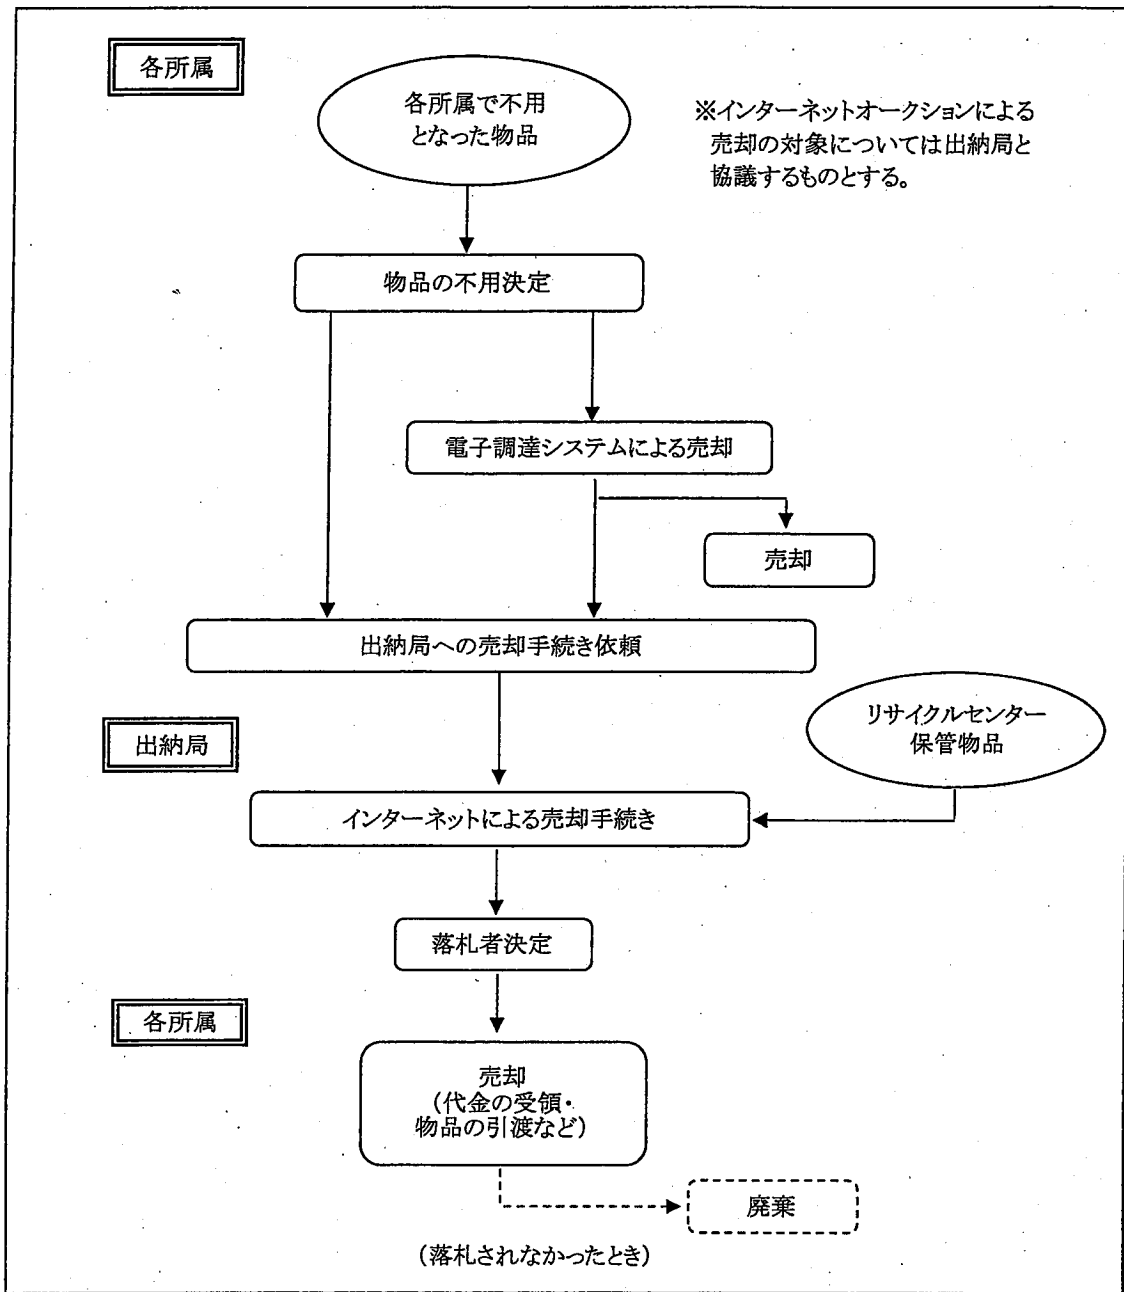 各所属
各所属で不用
となった物品
※インターネットオークションによる
売却の対象については出納局と
協議するものとする。
物品の不用決定
電子調達システムによる売却
売却
出納局への売却手続き依頼
リサイクルセンター
保管物品
出納局
インターネットによる売却手続き
落札者決定
各所属
売却
(代金の受領・
物品の引渡など)
廃棄
(落札されなかったとき)